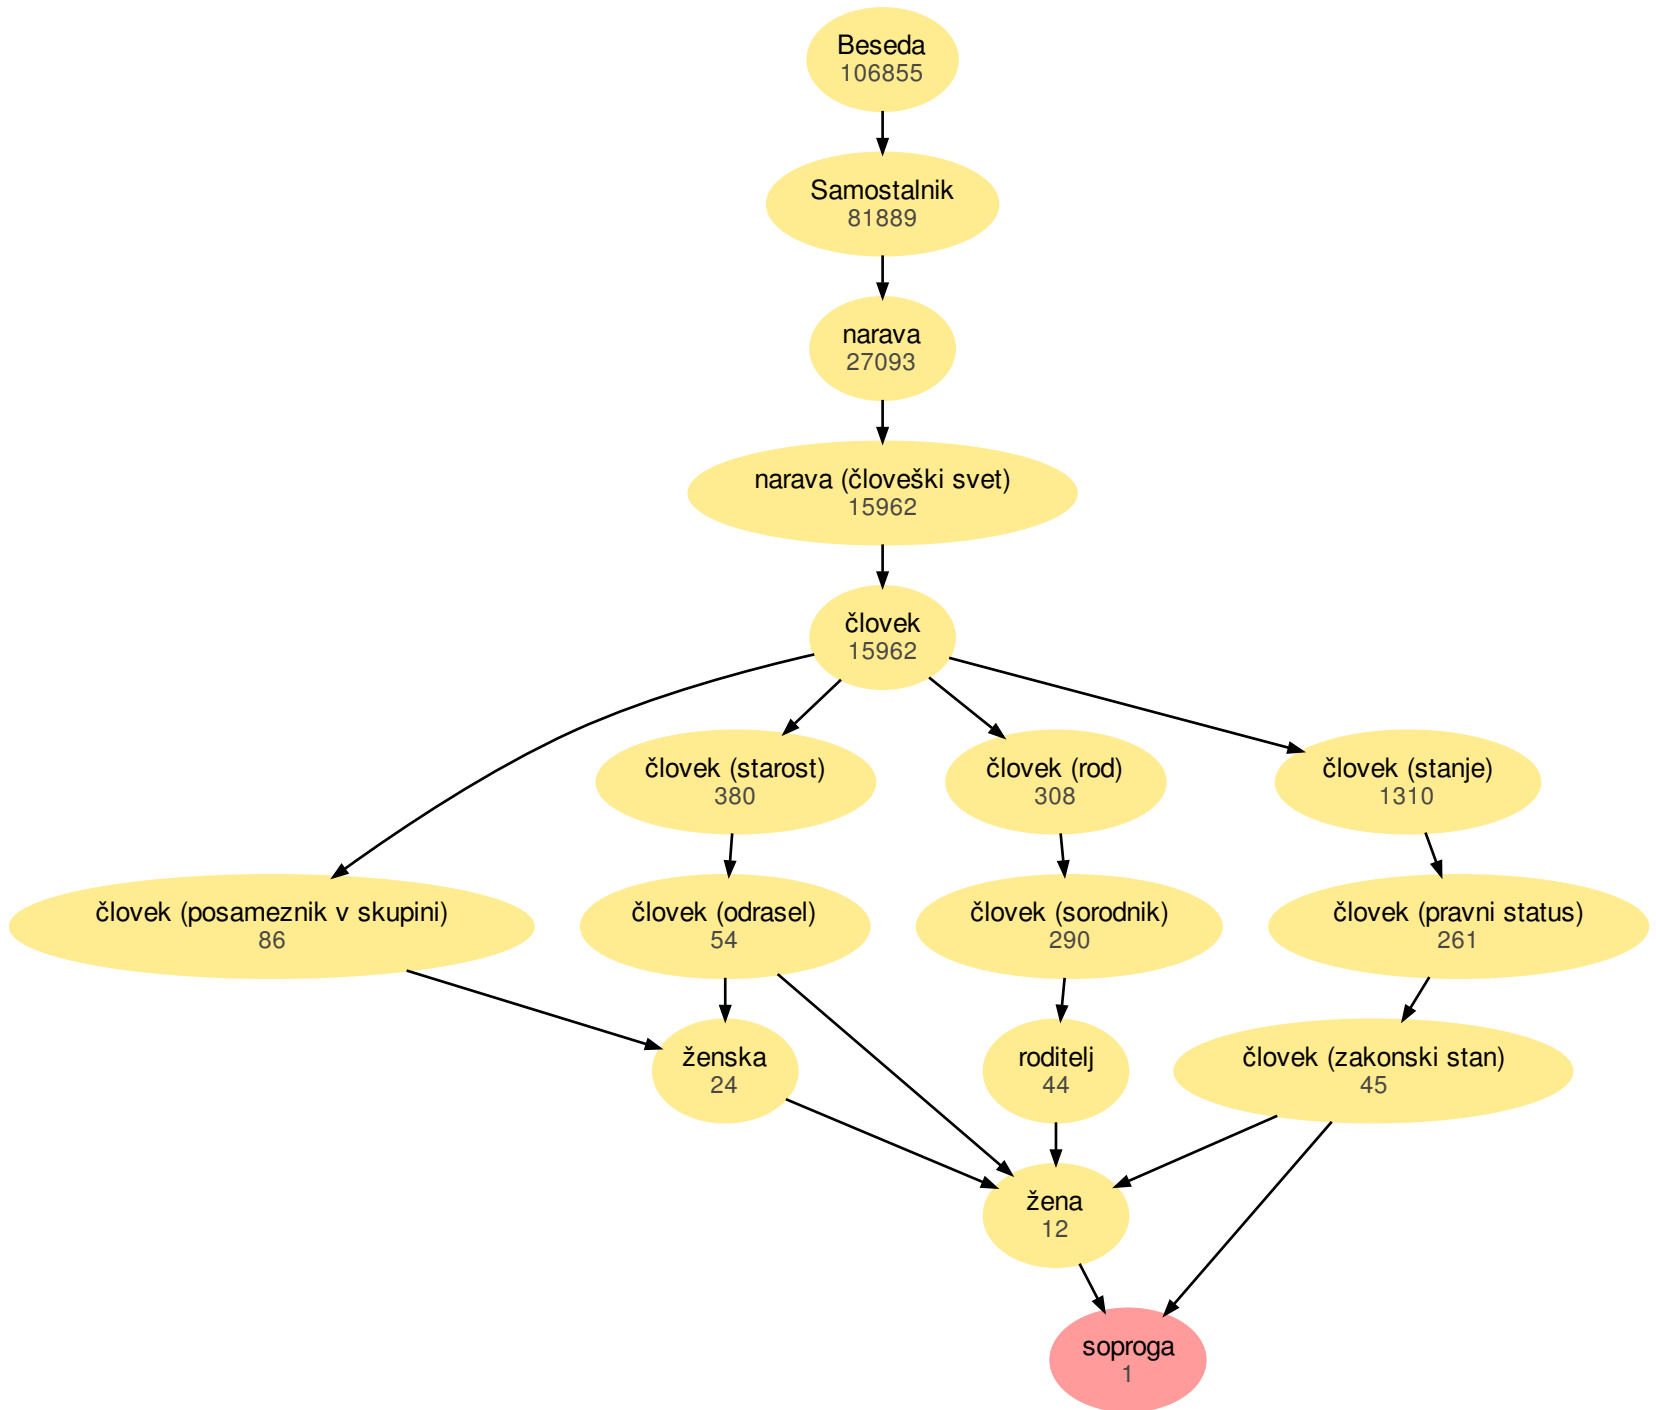 Beseda
106855
Samostalnik
81889
narava
27093
narava (človeški svet)
15962
človek
15962
človek (starost)
380
človek (rod)
308
človek (stanje)
1310
človek (posameznik v skupini)
86
človek (odrasel)
54
človek (sorodnik)
290
človek (pravni status)
261
ženska
24
roditelj
44
človek (zakonski stan)
45
žena
12
soproga
1